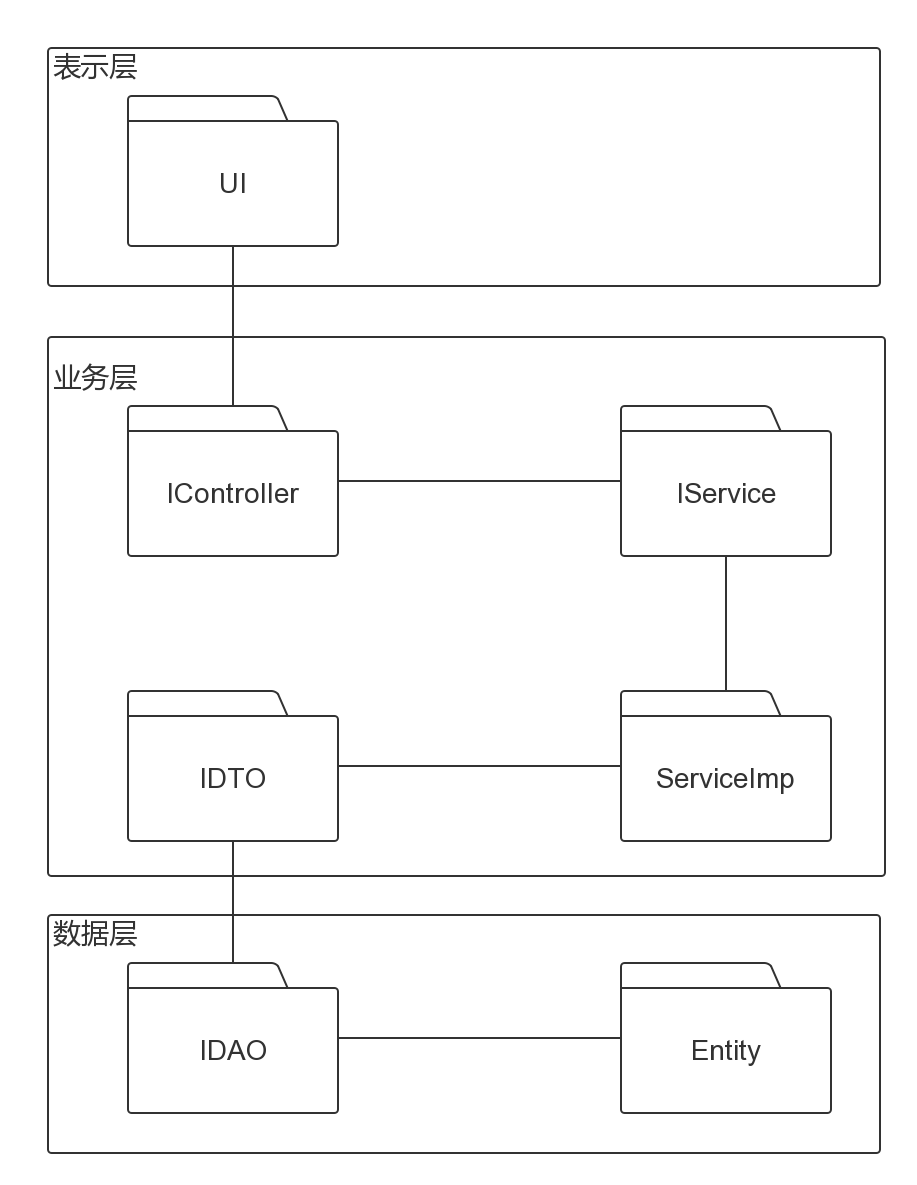 表示层
UI
业务层
IController
IService
IDTO
ServiceImp
数据层
IDAO
Entity